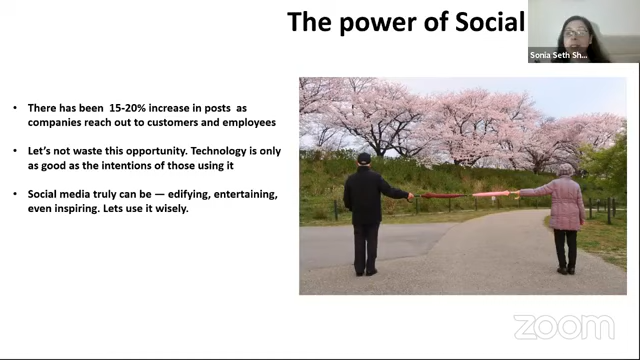 The power of Social
Sonia Seth Sh...
• There has been 15-20% increase in posts as
companies reach out to customers and employees
• Let's not waste this opportunity. Technology is only
as good as the intentions of those using it
• Social media truly can be — edifying, entertaining,
even inspiring. Lets use it wisely.
zoom